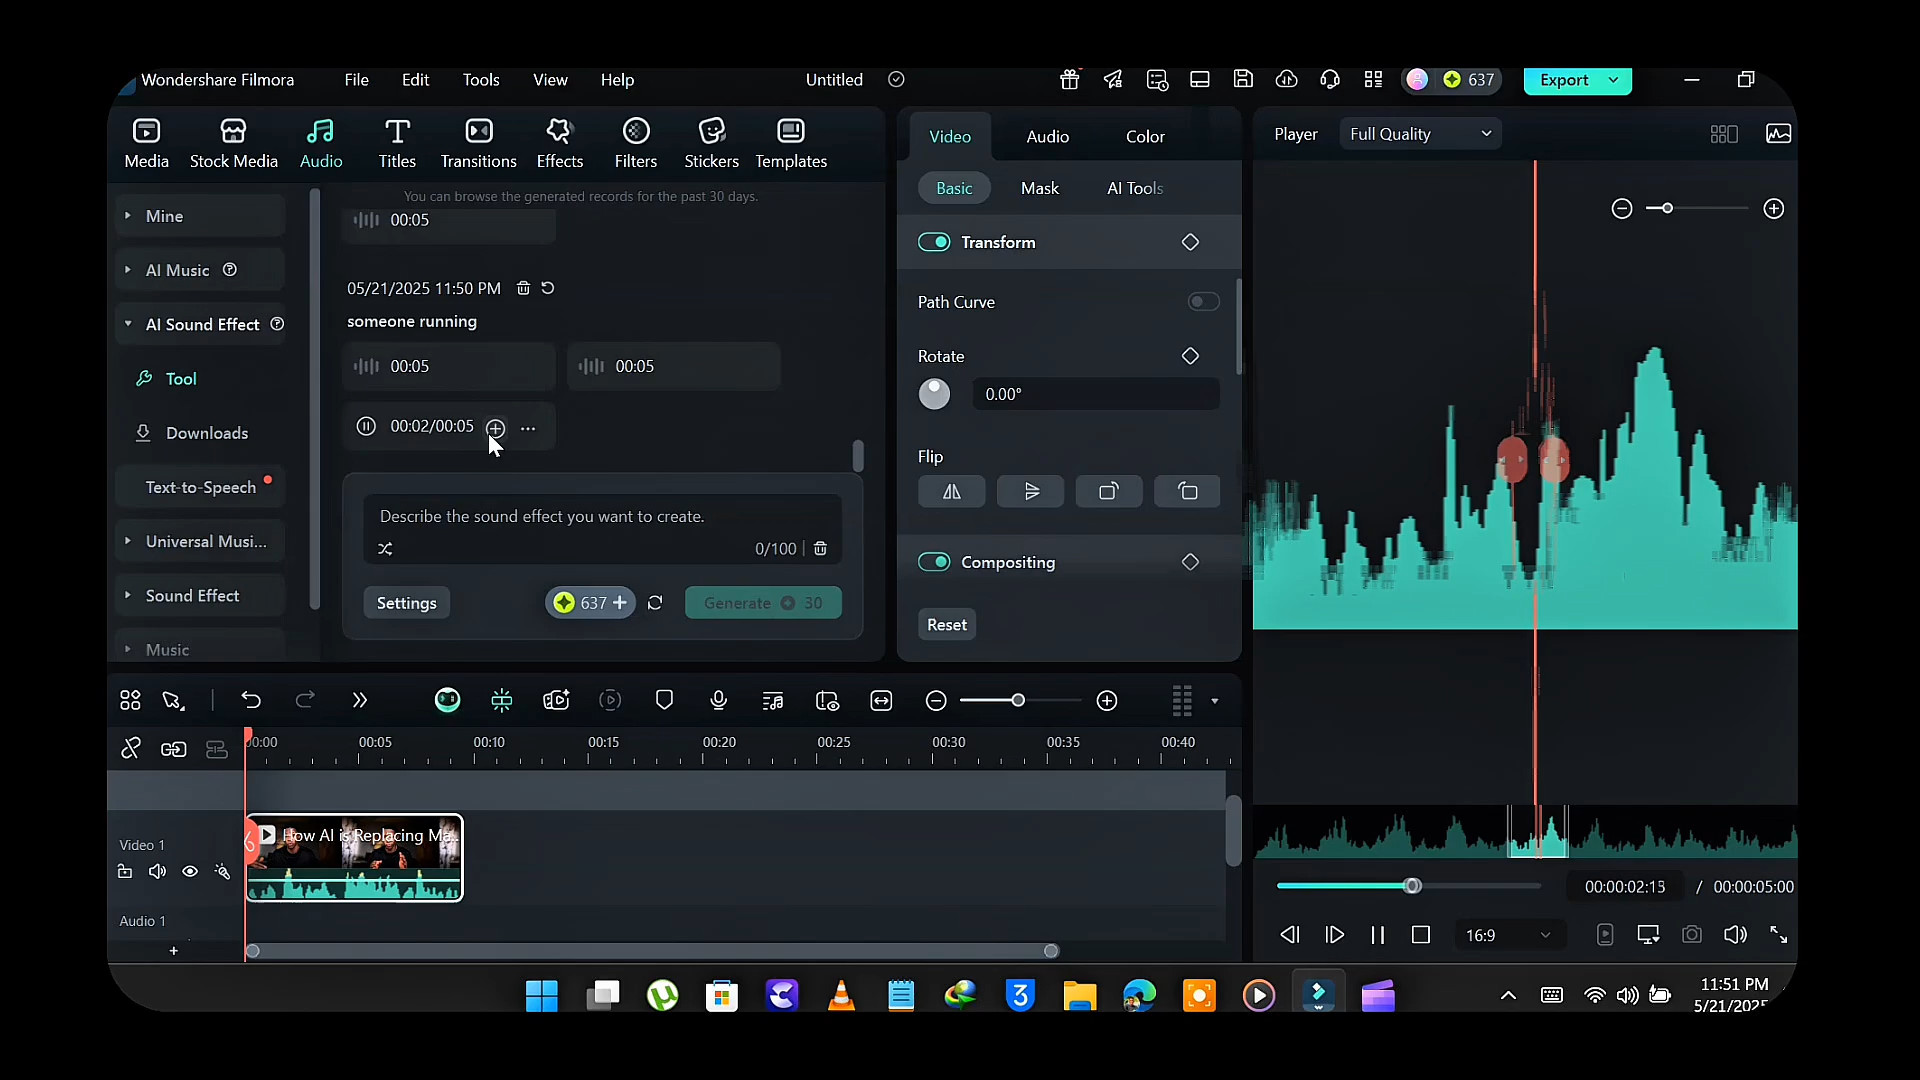 Wondershare Filmora
File
Edit
Tools
View
Help
Untitled
637
Export
Media
Stock Media
Audio
Titles
Transitions
Effects
Filters
Stickers
Templates
Video
Audio
Color
Player
Full Quality
Mine
AI Music
AI Sound Effect
Tool
Downloads
Text-to-Speech
Universal Musi...
Sound Effect
Music
You can browse the generated records for the past 30 days.
00:05
05/21/2025 11:50 PM
someone running
00:05
00:05
00:02/00:05
Describe the sound effect you want to create.
0/100
Settings
637
Generate 30
Basic
Mask
AI Tools
Transform
Path Curve
Rotate
0.00°
Flip
Compositing
Reset
00:00
00:05
00:10
00:15
00:20
00:25
00:30
00:35
00:40
Video 1
How AI is Replacing Ma...
Audio 1
00:00:02:13 / 00:00:05:00
16:9
3
11:51 PM
5/21/2025